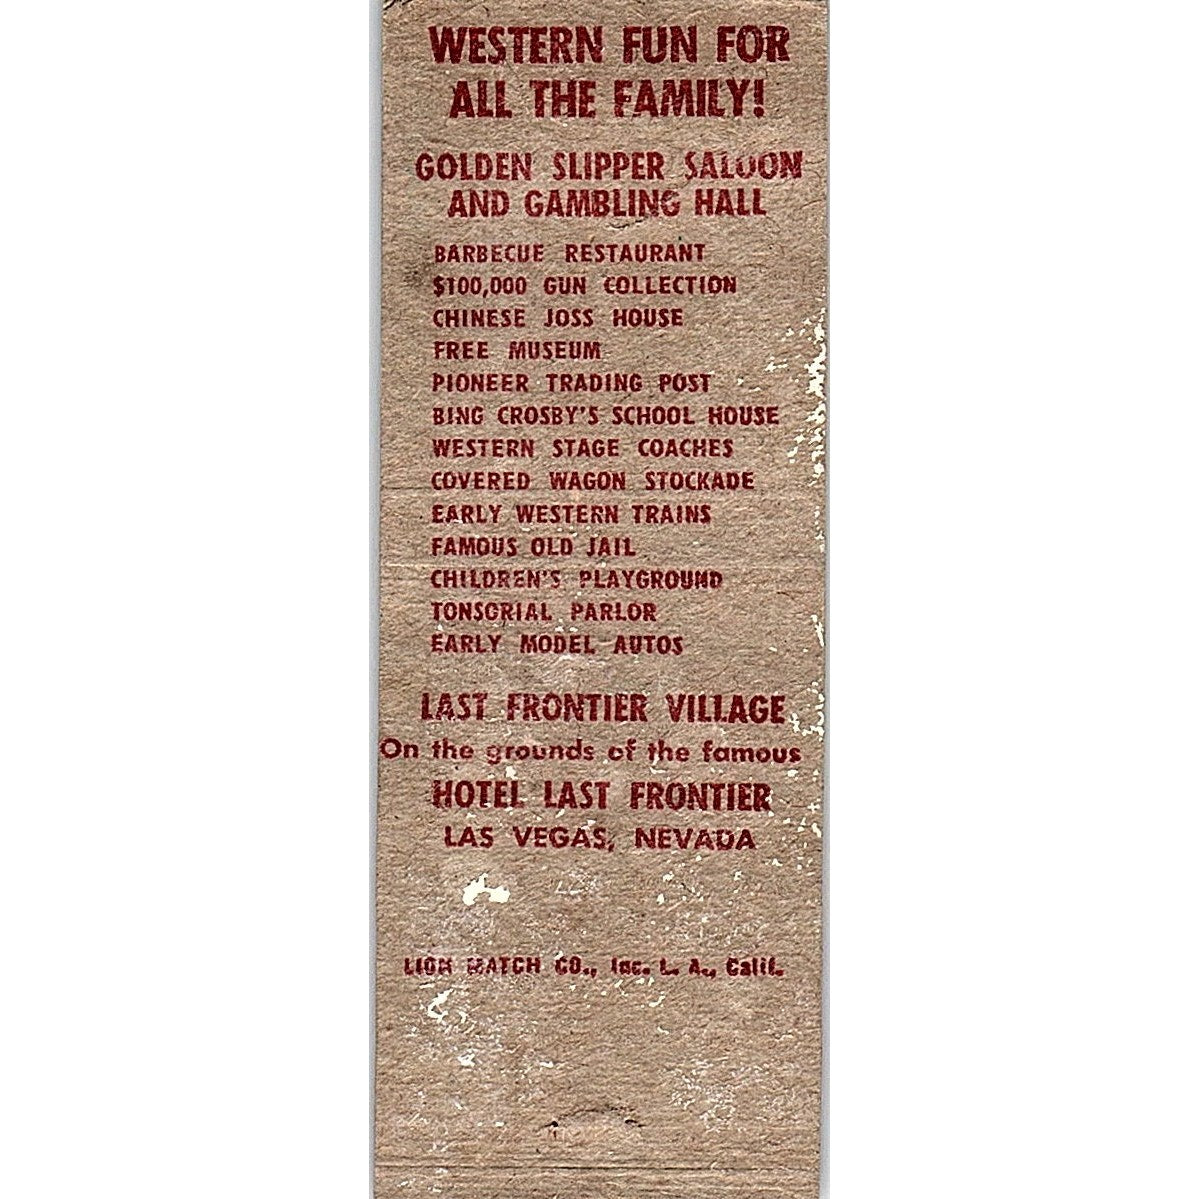 WESTERN FUN FOR
ALL THE FAMILY!
GOLDEN SLIPPER SALOON
AND GAMBLING HALL
BARBECUE RESTAURANT
$100,000 GUN COLLECTION
CHINESE JOSS HOUSE
FREE MUSEUM
PIONEER TRADING POST
BING CROSBY'S SCHOOL HOUSE
WESTERN STAGE COACHES
COVERED WAGON STOCKADE
EARLY WESTERN TRAINS
FAMOUS OLD JAIL
CHILDREN'S PLAYGROUND
TONSORIAL PARLOR
EARLY MODEL AUTOS
LAST FRONTIER VILLAGE
On the grounds of the famous
HOTEL LAST FRONTIER
LAS VEGAS, NEVADA
LION MATCH CO., Inc. L. A., Calif.